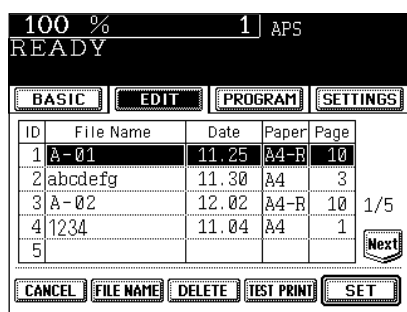 100 % 1 APS
READY
BASIC EDIT PROGRAM SETTINGS
ID File Name Date Paper Page
1 A-01 11.25 A4-R 10
2 abcdefg 11.30 A4 3
3 A-02 12.02 A4-R 10 1/5
4 1234 11.04 A4 1
5 Next
CANCEL FILE NAME DELETE TEST PRINT SET